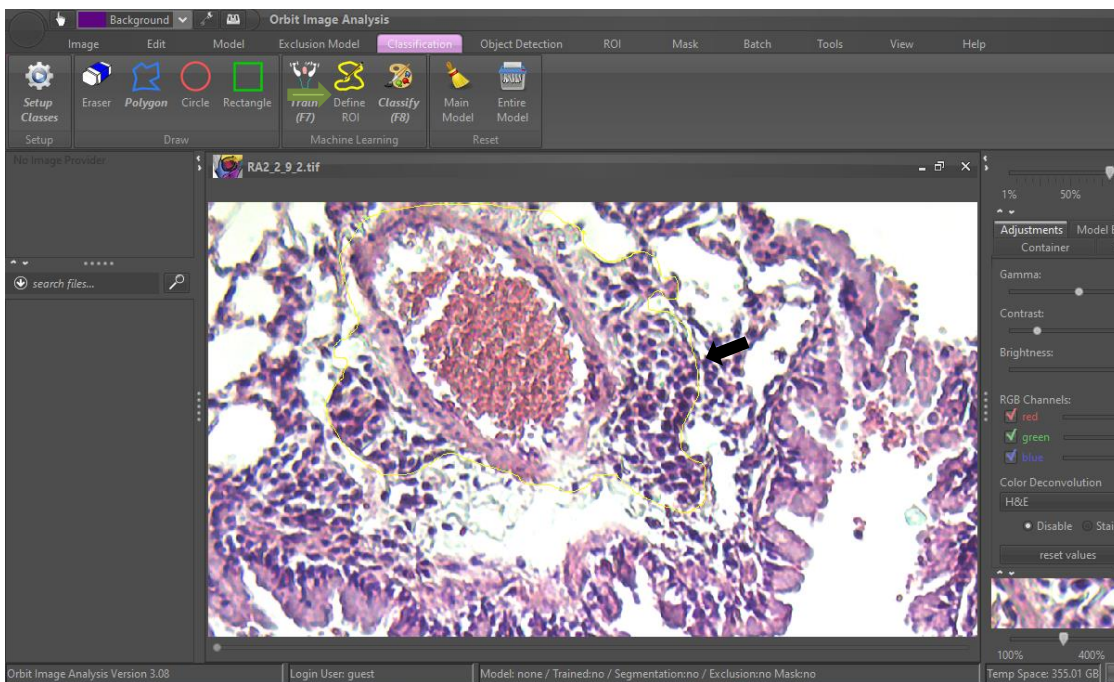 Background Orbit Image Analysis
Image Edit Model Exclusion Model Classification Object Detection ROI Mask Batch Tools View Help
Setup Classes Eraser Polygon Circle Rectangle Train (F7) Define ROI Classify (F8) Main Model Entire Model
Setup Draw Machine Learning Reset
No Image Provider
RA2_2_9_2.tif
1% 50%
Adjustments Model
Container
search files...
Gamma:
Contrast:
Brightness:
RGB Channels:
red
green
blue
Color Deconvolution
H&E
Disable
reset values
100% 400%
Orbit Image Analysis Version 3.08 Login User: guest Model: none / Trained:no / Segmentation:no / Exclusion:no Mask:no Temp Space: 355.01 GB